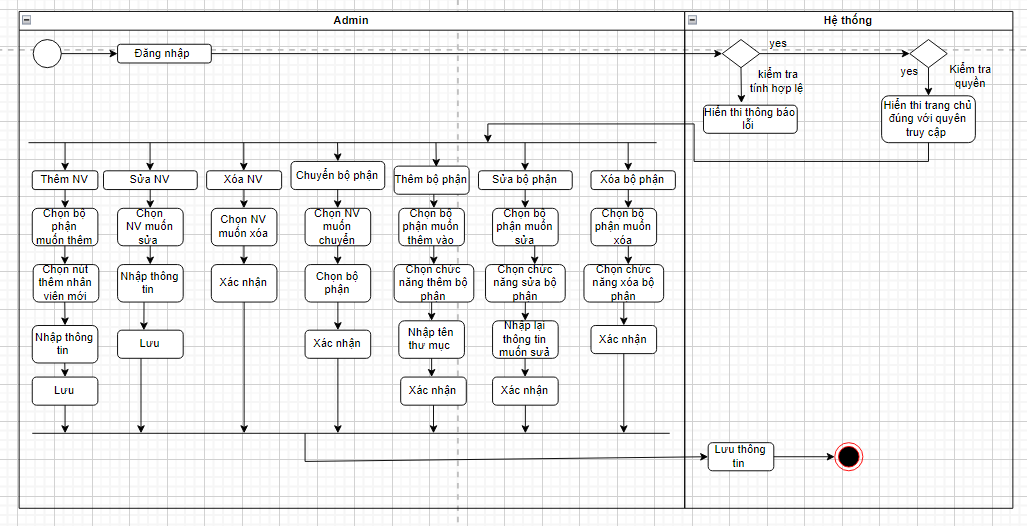 Admin
Hệ thống
Đăng nhập
yes
kiểm tra
tính hợp lệ
yes
Kiểm tra
quyền
Hiển thi thông báo
lỗi
Hiển thi trang chủ
đúng với quyên
truy cập
Thêm NV
Sửa NV
Xóa NV
Chuyển bộ phận
Thêm bộ phận
Sửa bộ phận
Xóa bộ phận
Chọn bộ
phận
muốn thêm
Chọn
NV muốn
sửa
Chọn NV
muốn xóa
Chọn NV
muốn
chuyển
Chọn bộ
phận muốn
thêm vào
Chọn bộ
phận muốn
sửa
Chọn bộ
phận muốn
xóa
Chọn nút
thêm nhân
viên mới
Nhập thông
tin
Xác nhận
Chọn bộ
phận
Chọn chức
năng thêm bộ
phận
Chọn chức
năng sửa bộ
phận
Chọn chức
năng xóa bộ
phận
Nhập thông
tin
Lưu
Xác nhận
Nhập tên
thư mục
Nhập lại
thông tin
muốn sưả
Xác nhận
Lưu
Xác nhận
Xác nhận
Lưu thông
tin